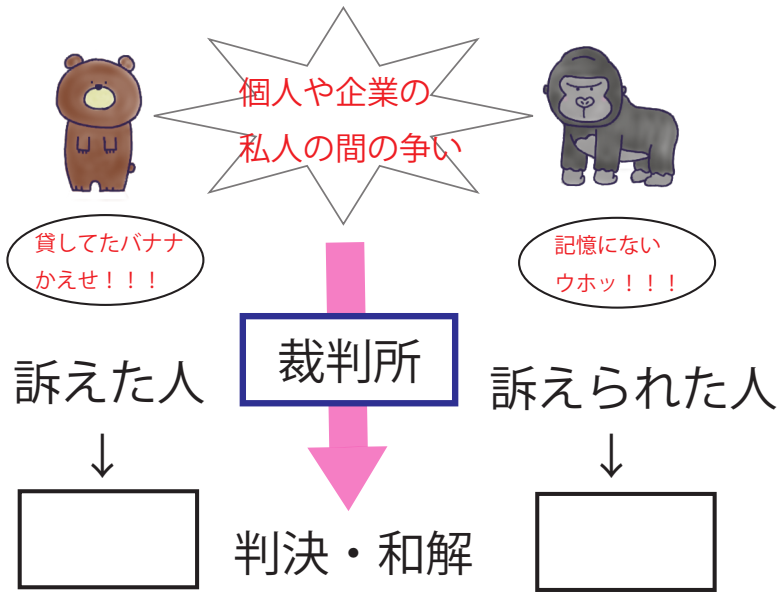 個人や企業の
私人の間の争い
貸してたバナナ
かえせ！！！
記憶にない
ウホッ！！！
裁判所
訴えた人
訴えられた人
↓
↓
判決・和解